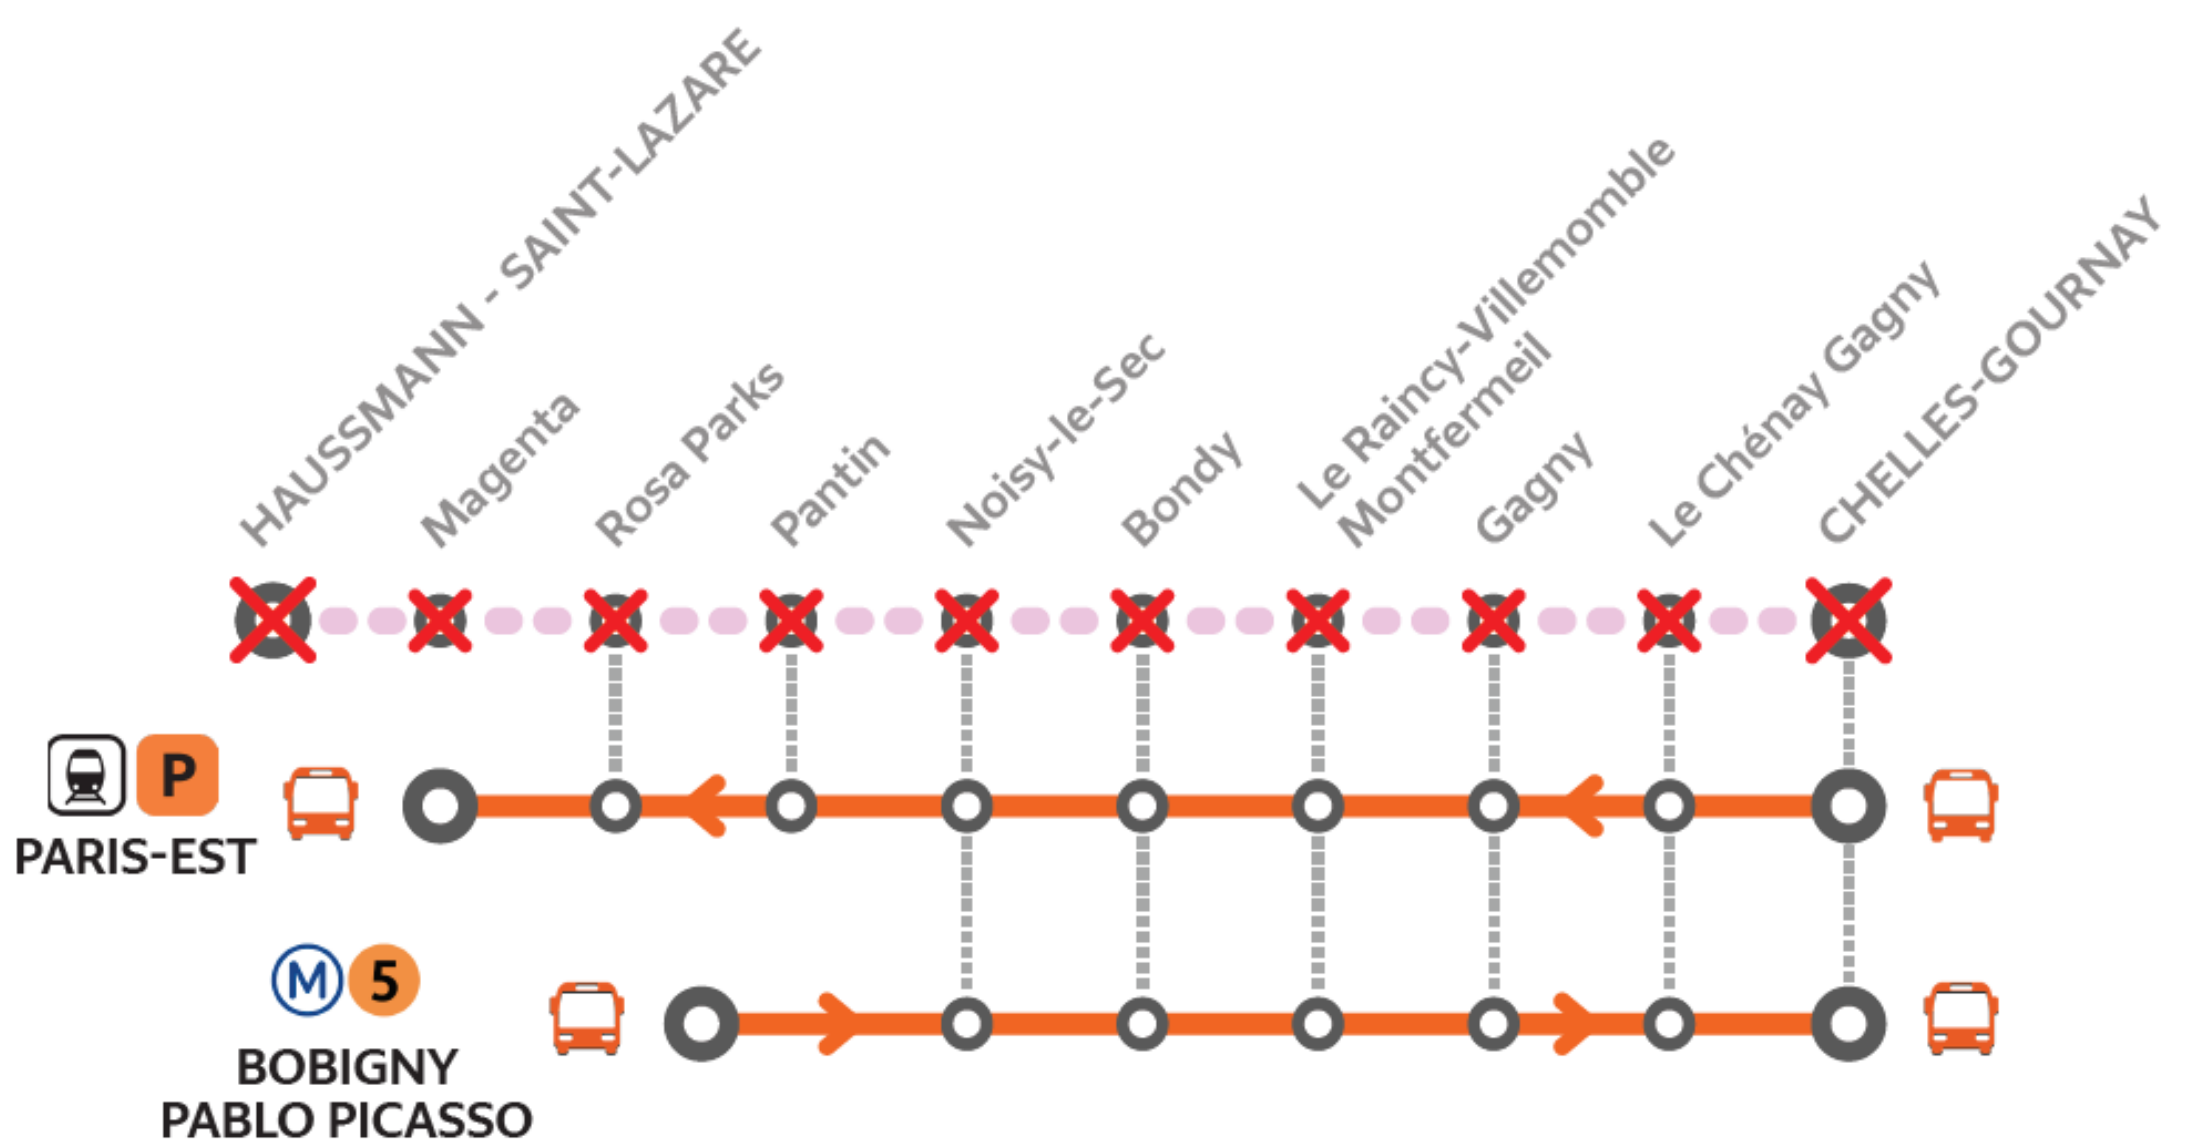 HAUSSMANN - SAINT-LAZARE
Magenta
Rosa Parks
Pantin
Noisy-le-Sec
Bondy
Le Raincy-Villemomble
Montfermeil
Gagny
Le Chénay Gagny
CHELLES-GOURNAY
P
PARIS-EST
M 5
BOBIGNY
PABLO PICASSO